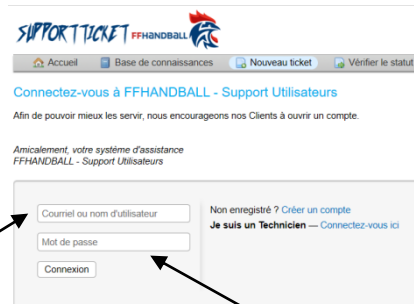 SUPPORT TICKET FFHANDBALL
Accueil Base de connaissances Nouveau ticket Vérifier le statut
Connectez-vous à FFHANDBALL - Support Utilisateurs
Afin de pouvoir mieux les servir, nous encourageons nos Clients à ouvrir un compte.
Amicalement, votre système d'assistance
FFHANDBALL - Support Utilisateurs
Courriel ou nom d'utilisateur
Mot de passe
Connexion
Non enregistré ? Créer un compte
Je suis un Technicien — Connectez-vous ici